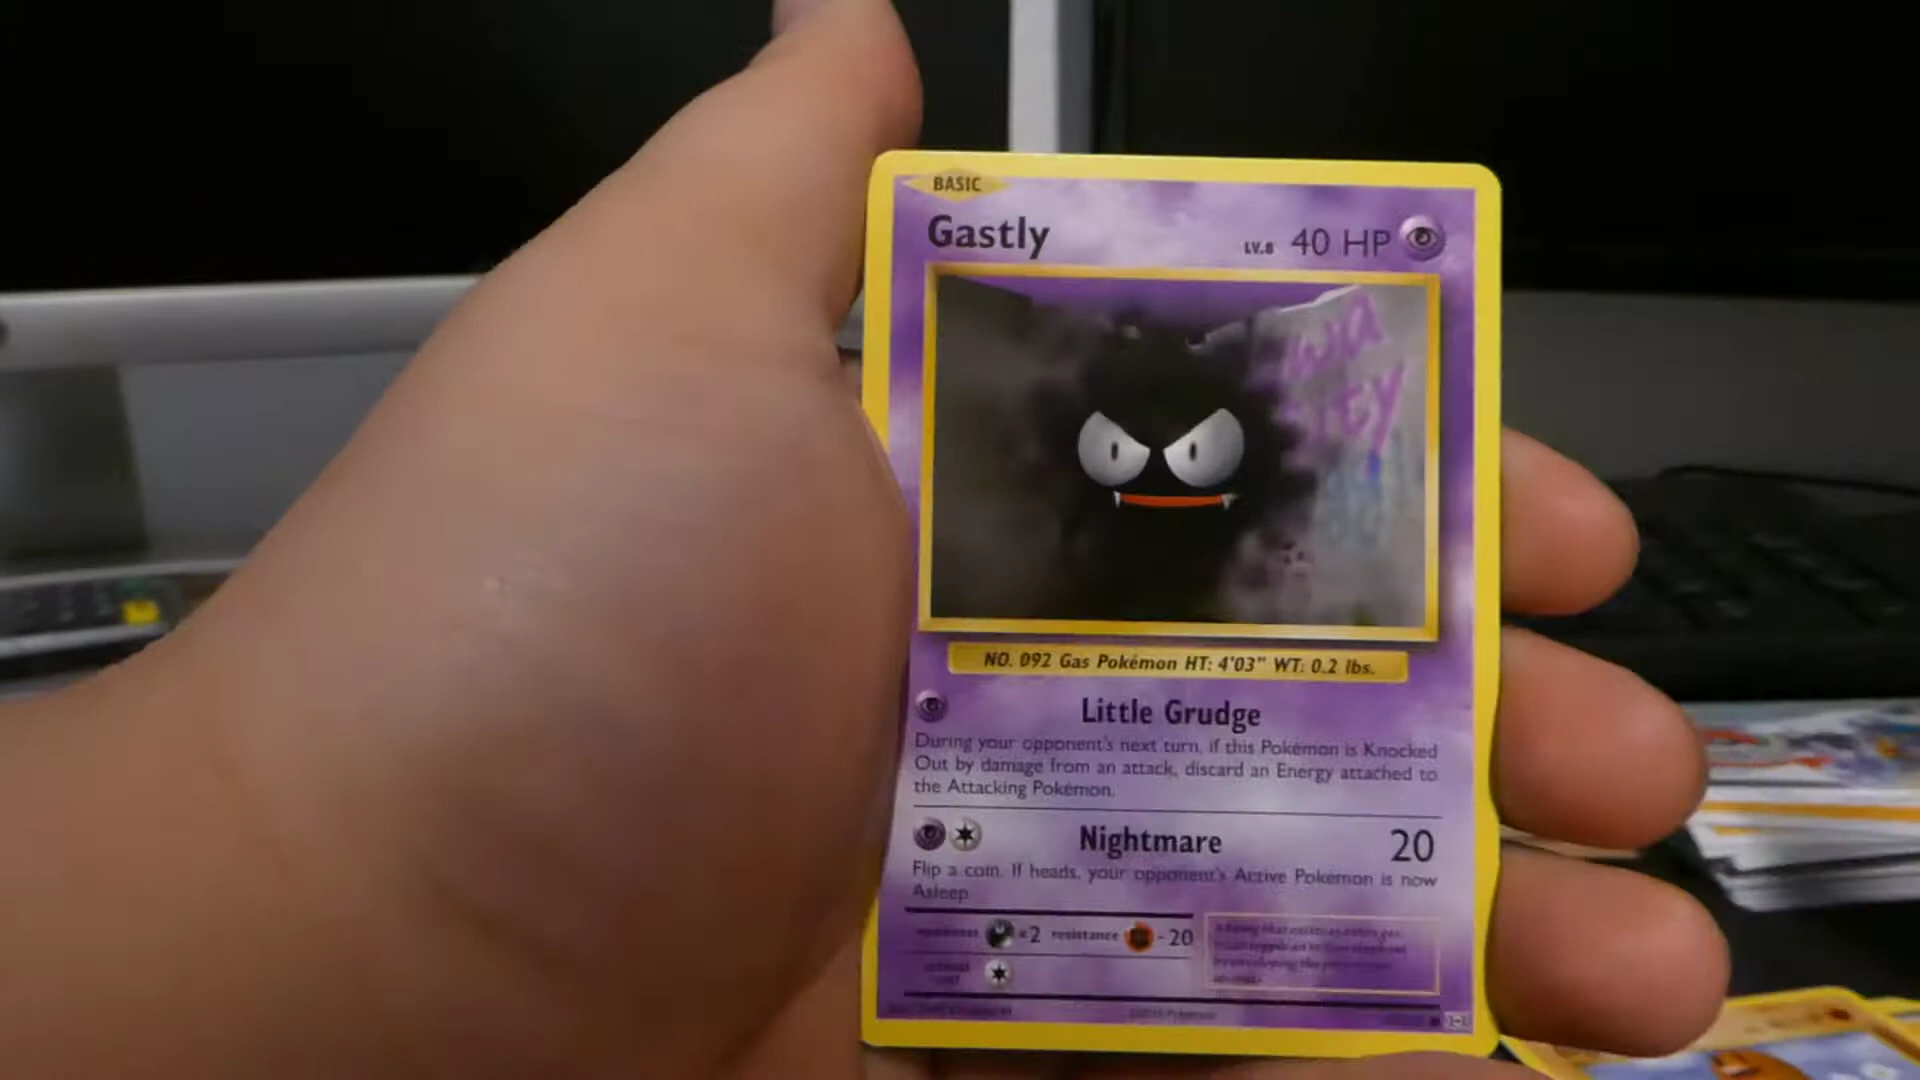 BASIC
Gastly LV.8 40 HP
NO. 092 Gas Pokémon HT: 4'03" WT: 0.2 lbs.
Little Grudge
During your opponent's next turn, if this Pokémon is Knocked
Out by damage from an attack, discard an Energy attached to
the Attacking Pokémon.
Nightmare 20
Flip a coin. If heads, your opponent's Active Pokémon is now
Asleep.
weakness ×2 resistance - 20